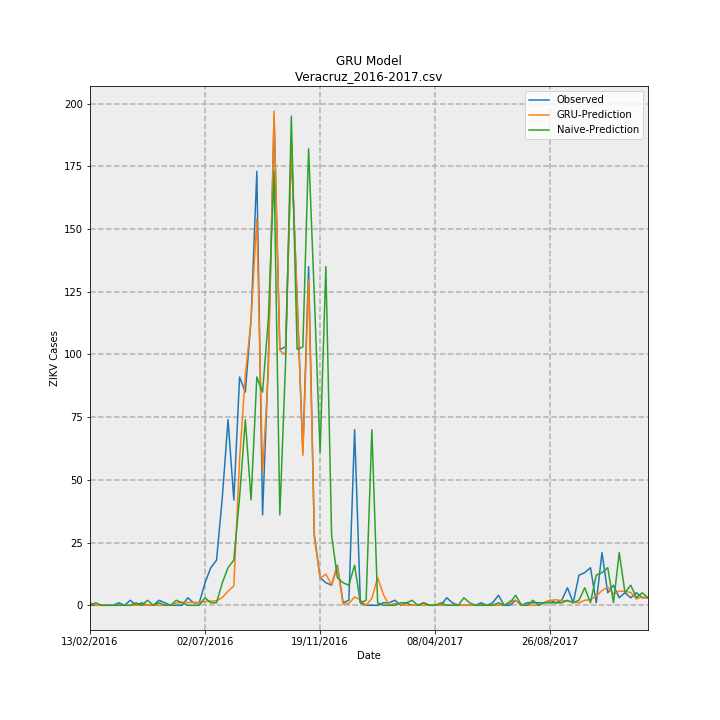 GRU Model
Veracruz_2016-2017.csv
Observed
GRU-Prediction
Naive-Prediction
200
175
150
125
100
75
50
25
0
ZIKV Cases
13/02/2016 02/07/2016 19/11/2016 08/04/2017 26/08/2017
Date